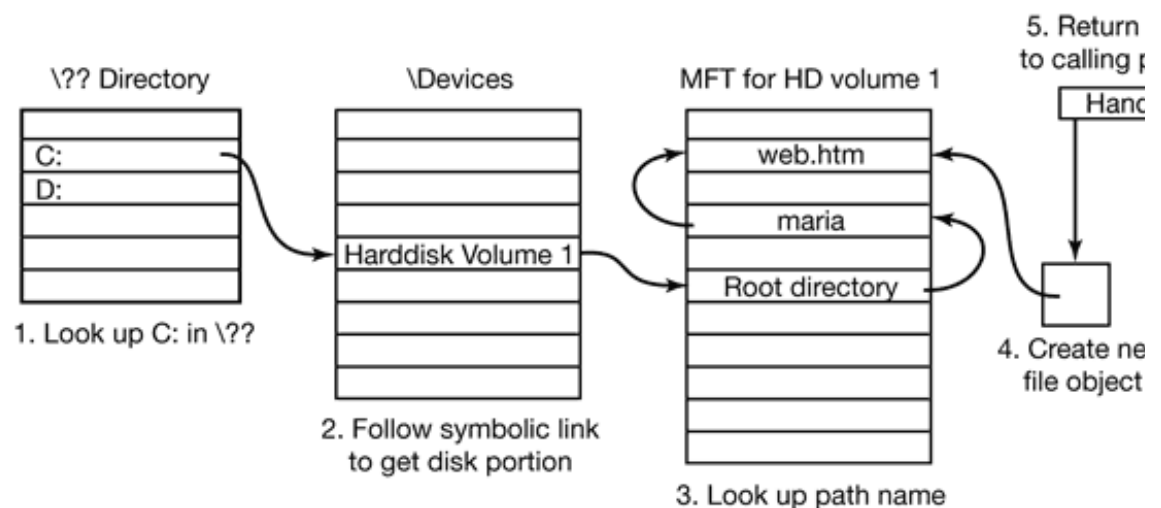 5. Return
to calling
\?? Directory
\Devices
MFT for HD volume 1
C:
D:
web.htm
maria
Harddisk Volume 1
Root directory
1. Look up C: in \??
2. Follow symbolic link
to get disk portion
3. Look up path name
4. Create
file object